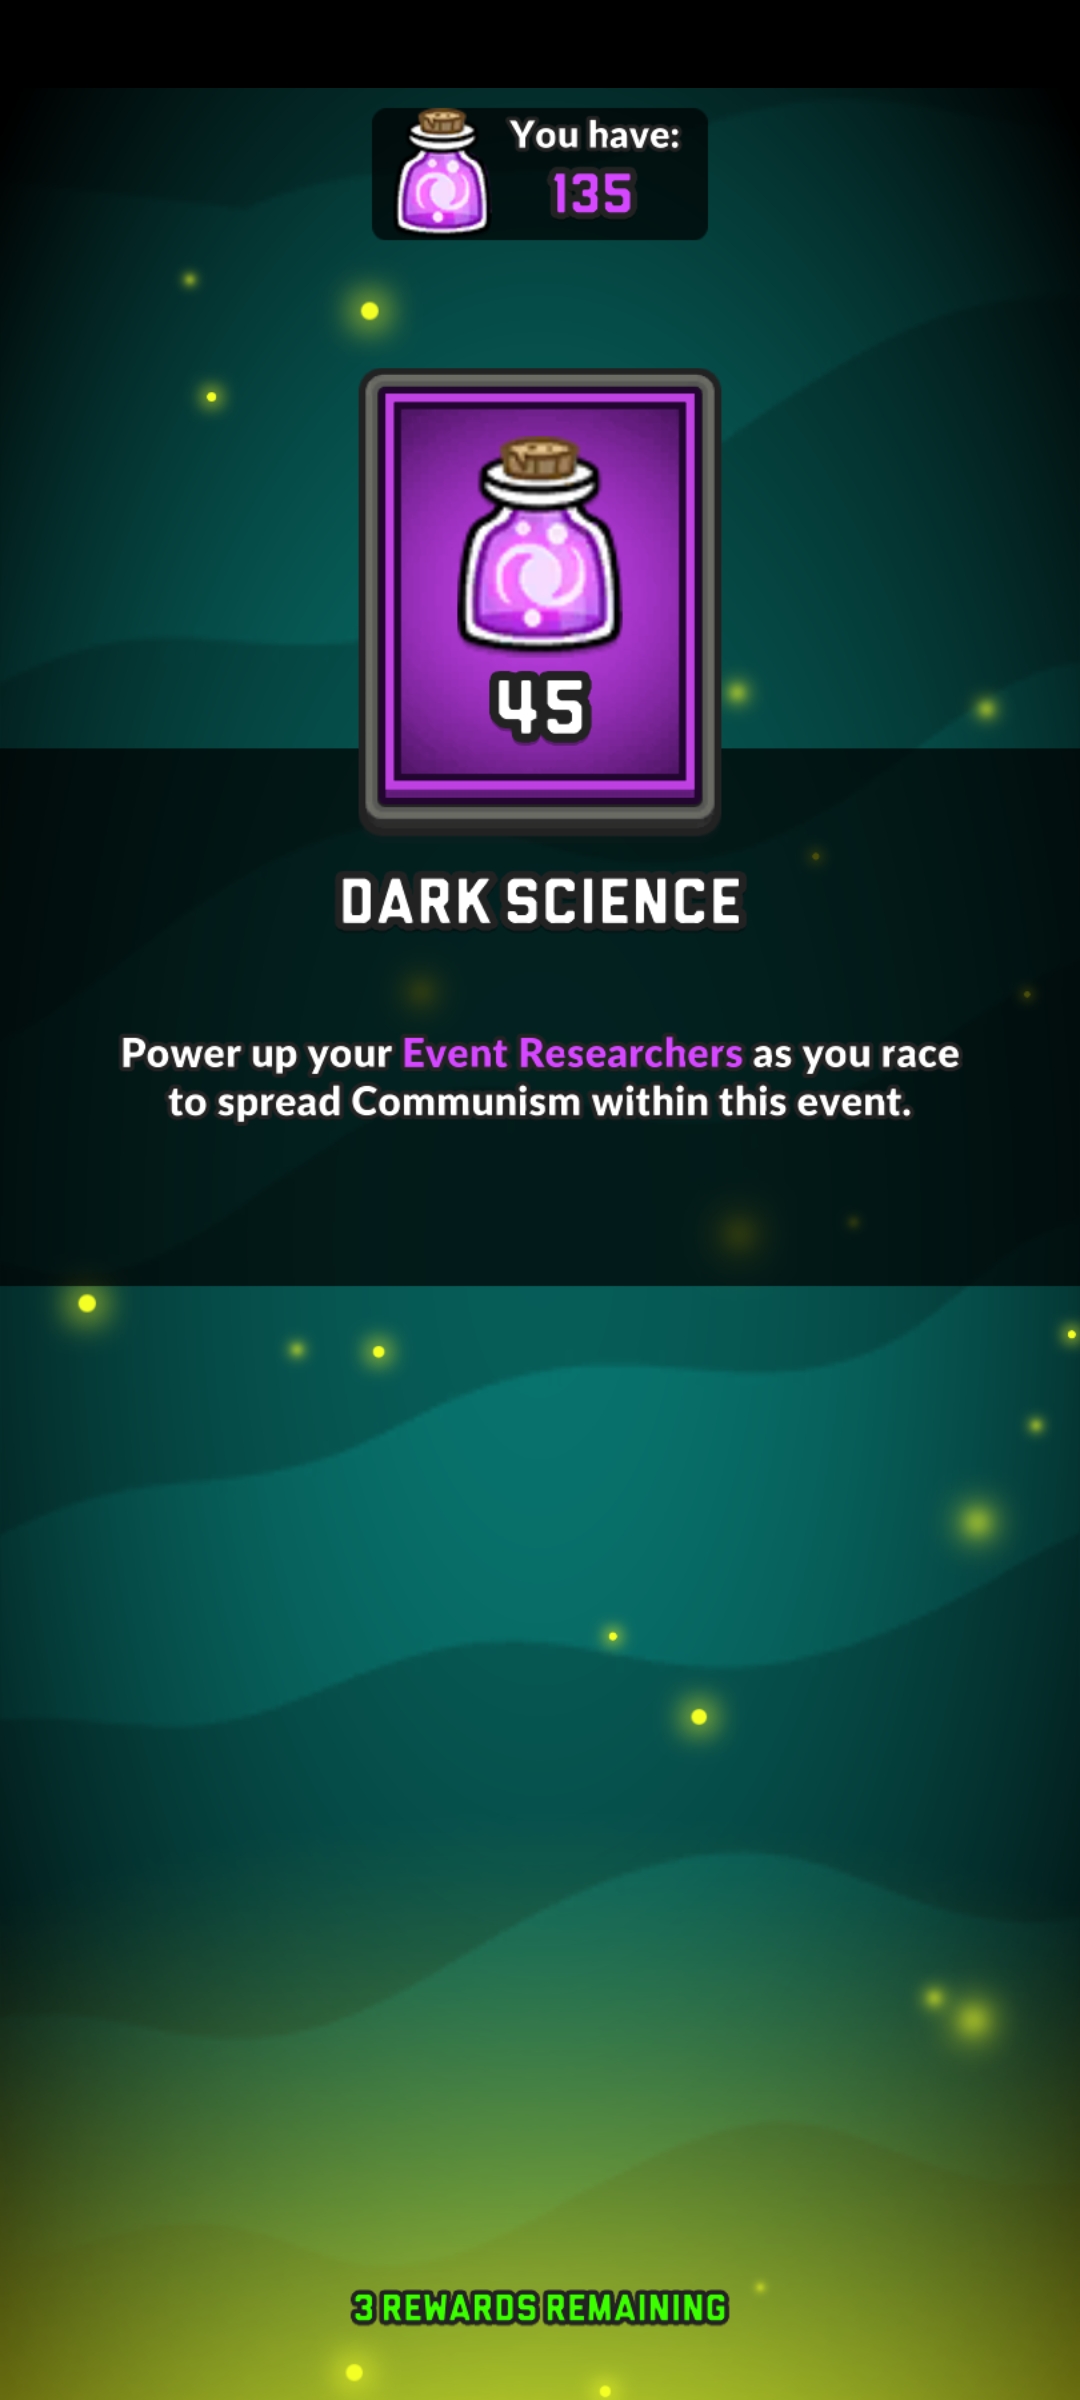 You have:
135
45
DARK SCIENCE
Power up your Event Researchers as you race
to spread Communism within this event.
3 REWARDS REMAINING